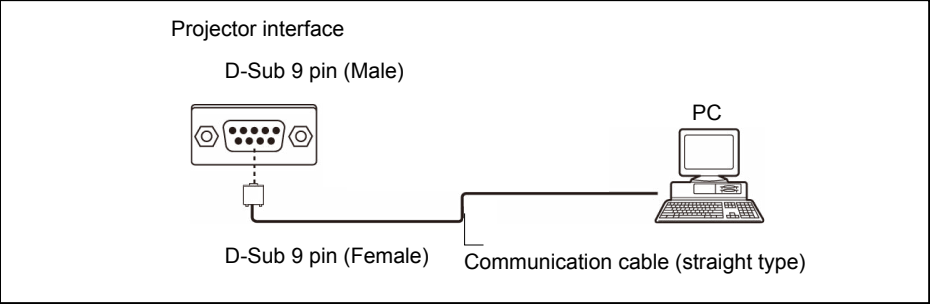 Projector interface
D-Sub 9 pin (Male)
PC
D-Sub 9 pin (Female)
Communication cable (straight type)